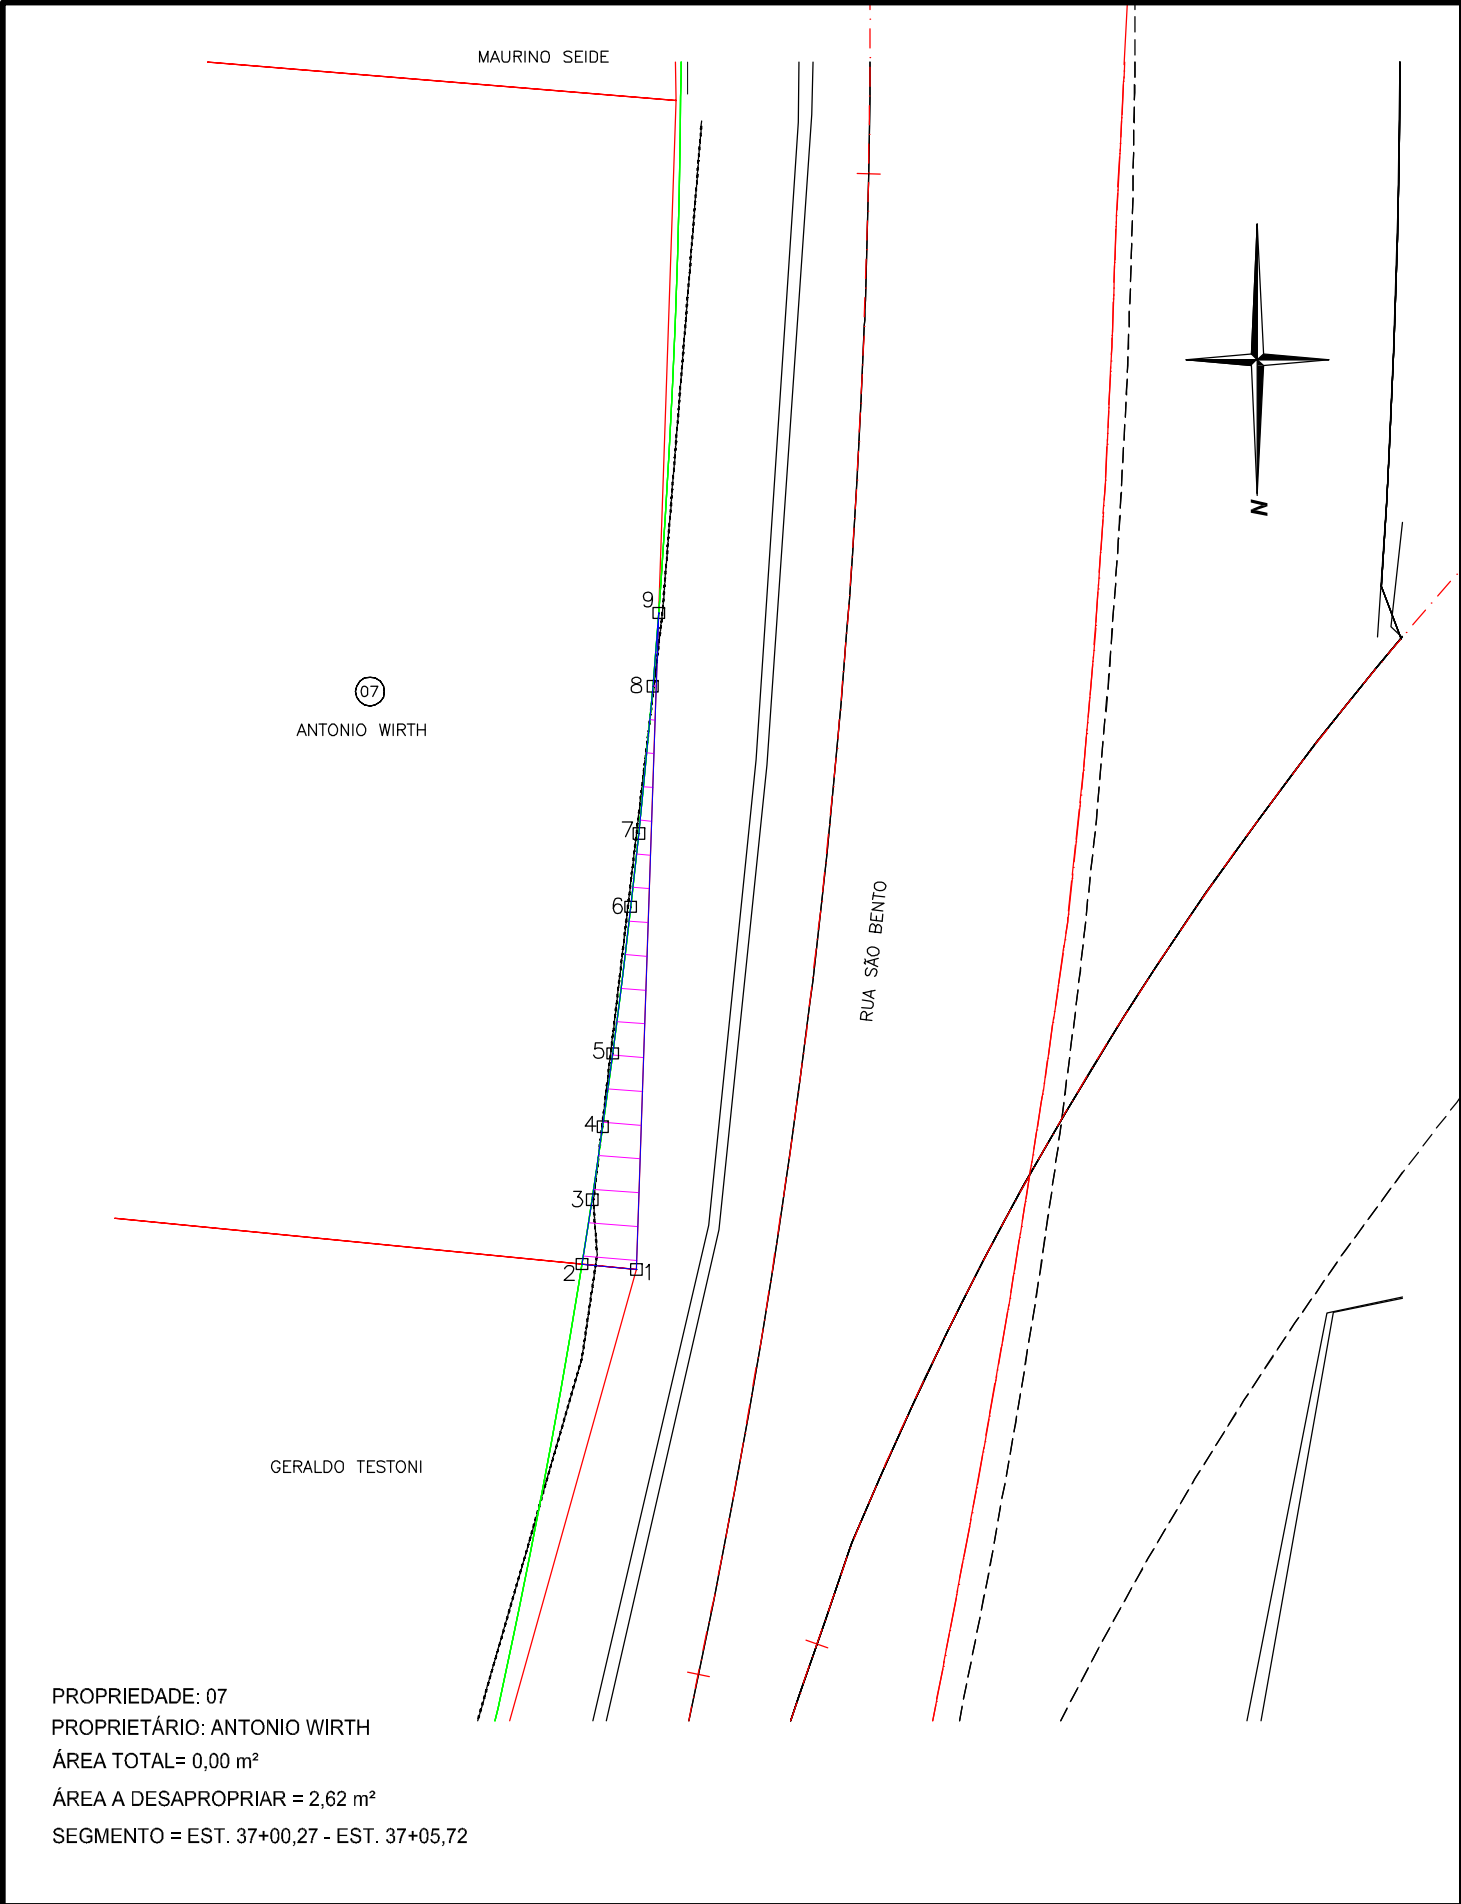 MAURINO SEIDE
N
9
8
07
ANTONIO WIRTH
7
6
RUA SÃO BENTO
5
4
3
2
1
GERALDO TESTONI
PROPRIEDADE: 07
PROPRIETÁRIO: ANTONIO WIRTH
ÁREA TOTAL= 0,00 m²
ÁREA A DESAPROPRIAR = 2,62 m²
SEGMENTO = EST. 37+00,27 - EST. 37+05,72